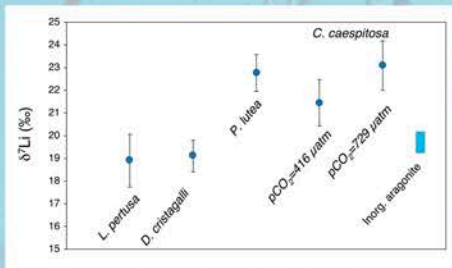 25
24
23
22
21
20
19
18
17
16
15
δ⁷Li (‰)
C. caespitosa
L. pertusa
D. cristagalli
P. lutea
pCO₂=416 µatm
pCO₂=729 µatm
Inorg. aragonite